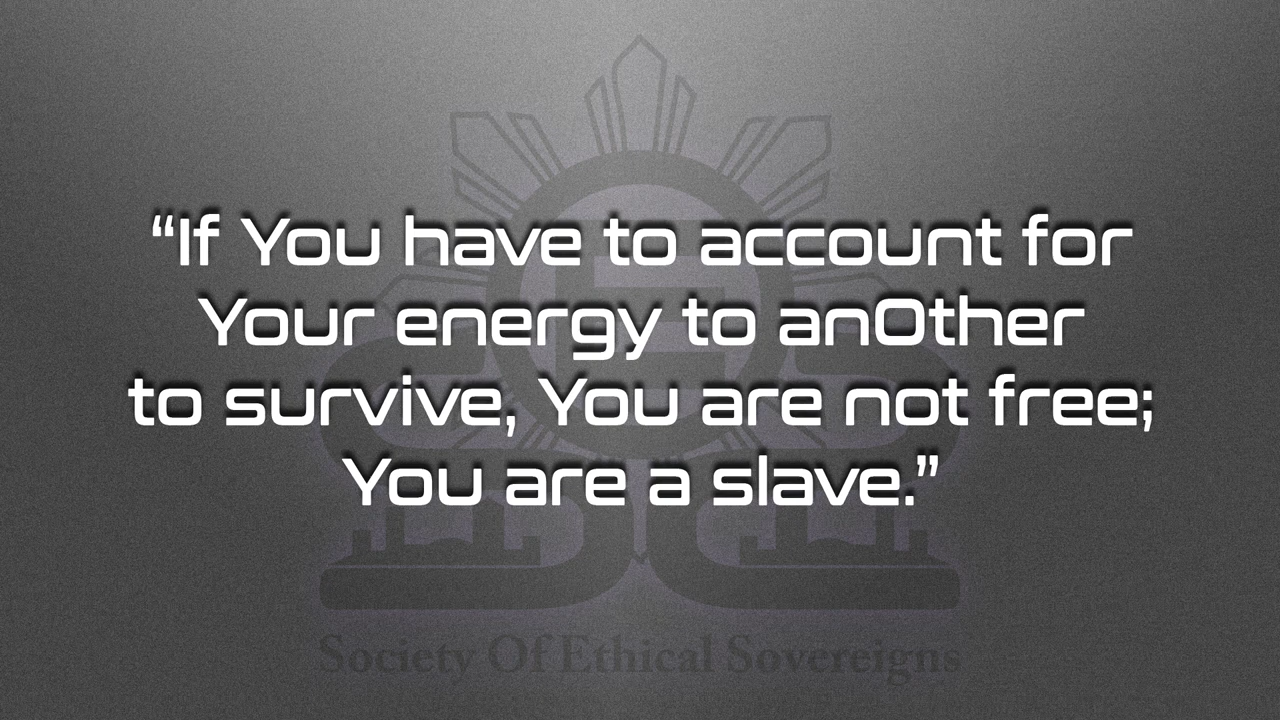 “If You have to account for
Your energy to anOther
to survive, You are not free;
You are a slave.”
Society Of Ethical Sovereigns